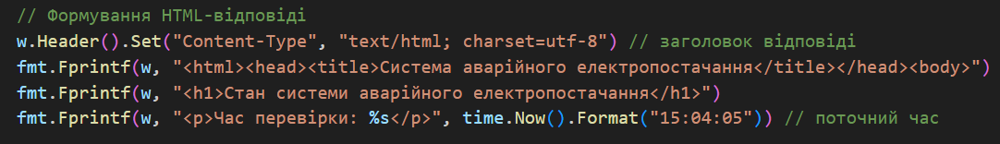 // Формування HTML-відповіді
w.Header().Set("Content-Type", "text/html; charset=utf-8") // заголовок відповіді
fmt.Fprintf(w, "<html><head><title>Система аварійного електропостачання</title></head><body>")
fmt.Fprintf(w, "<h1>Стан системи аварійного електропостачання</h1>")
fmt.Fprintf(w, "<p>Час перевірки: %s</p>", time.Now().Format("15:04:05")) // поточний час